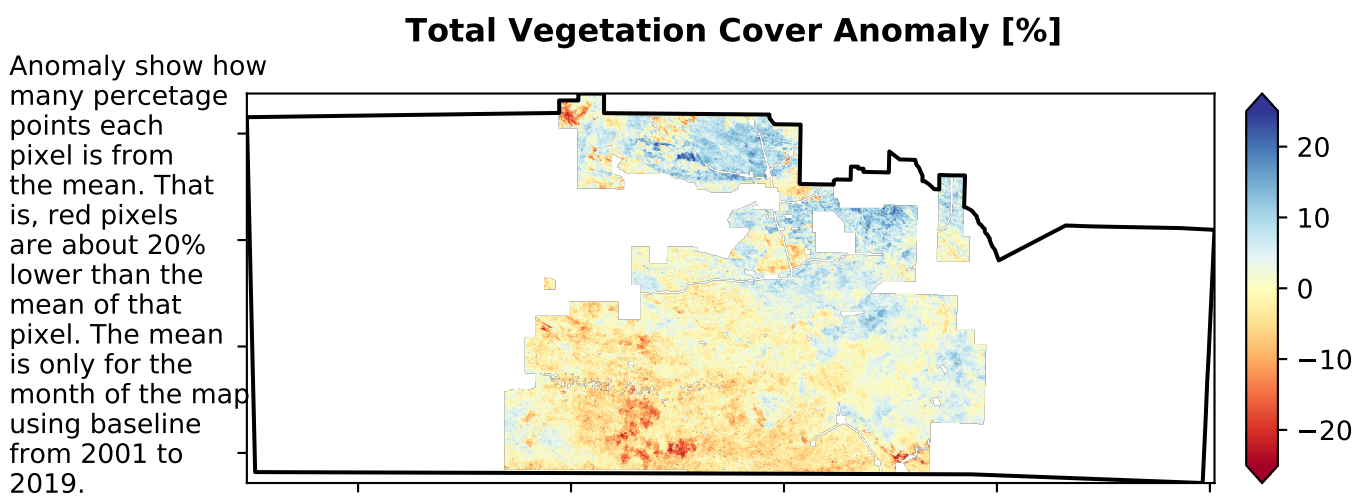 Total Vegetation Cover Anomaly [%]
Anomaly show how
many percetage
points each
pixel is from
the mean. That
is, red pixels
are about 20%
lower than the
mean of that
pixel. The mean
is only for the
month of the map
using baseline
from 2001 to
2019.
20
10
0
−10
−20